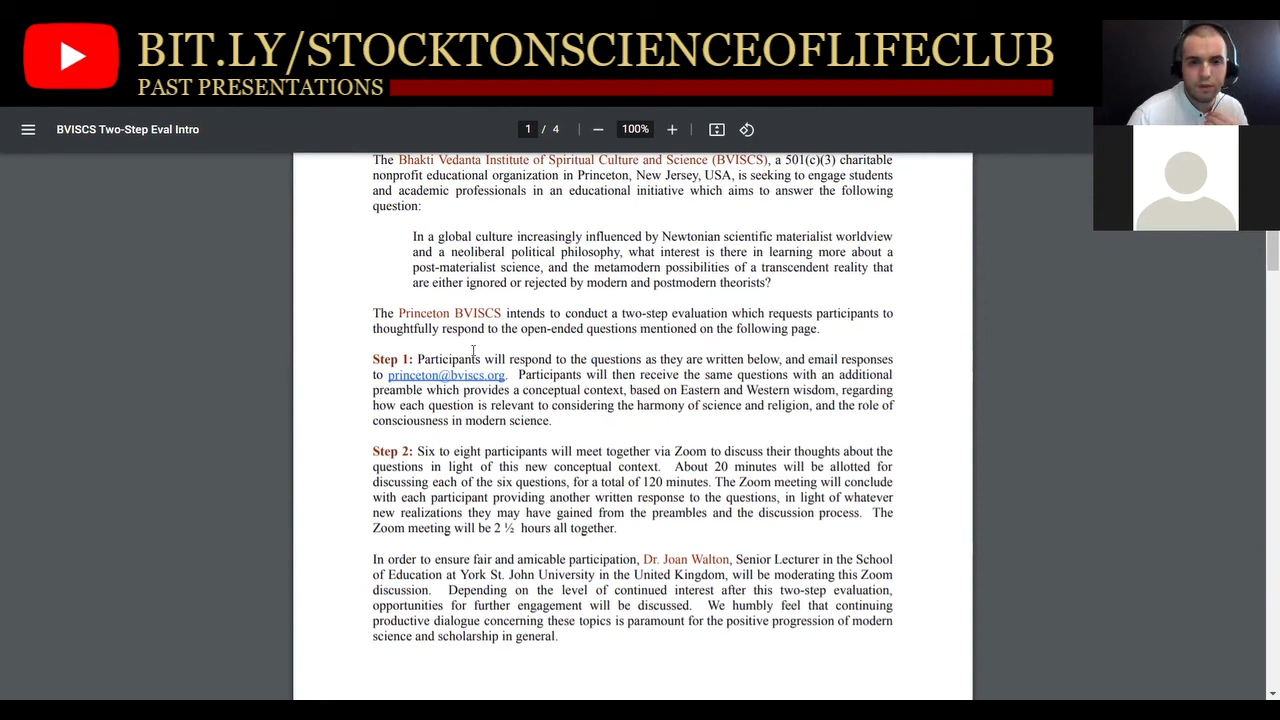 BIT.LY/STOCKTONSCIENCEOFLIFECLUB
PAST PRESENTATIONS
BVISCS Two-Step Eval Intro
1 / 4
100%
The Bhakti Vedanta Institute of Spiritual Culture and Science (BVISCS), a 501(c)(3) charitable
nonprofit educational organization in Princeton, New Jersey, USA, is seeking to engage students
and academic professionals in an educational initiative which aims to answer the following
question:
In a global culture increasingly influenced by Newtonian scientific materialist worldview
and a neoliberal political philosophy, what interest is there in learning more about a
post-materialist science, and the metamodern possibilities of a transcendent reality that
are either ignored or rejected by modern and postmodern theorists?
The Princeton BVISCS intends to conduct a two-step evaluation which requests participants to
thoughtfully respond to the open-ended questions mentioned on the following page.
Step 1: Participants will respond to the questions as they are written below, and email responses
to princeton@bviscs.org. Participants will then receive the same questions with an additional
preamble which provides a conceptual context, based on Eastern and Western wisdom, regarding
how each question is relevant to considering the harmony of science and religion, and the role of
consciousness in modern science.
Step 2: Six to eight participants will meet together via Zoom to discuss their thoughts about the
questions in light of this new conceptual context. About 20 minutes will be allotted for
discussing each of the six questions, for a total of 120 minutes. The Zoom meeting will conclude
with each participant providing another written response to the questions, in light of whatever
new realizations they may have gained from the preambles and the discussion process. The
Zoom meeting will be 2 ½ hours all together.
In order to ensure fair and amicable participation, Dr. Joan Walton, Senior Lecturer in the School
of Education at York St. John University in the United Kingdom, will be moderating this Zoom
discussion. Depending on the level of continued interest after this two-step evaluation,
opportunities for further engagement will be discussed. We humbly feel that continuing
productive dialogue concerning these topics is paramount for the positive progression of modern
science and scholarship in general.